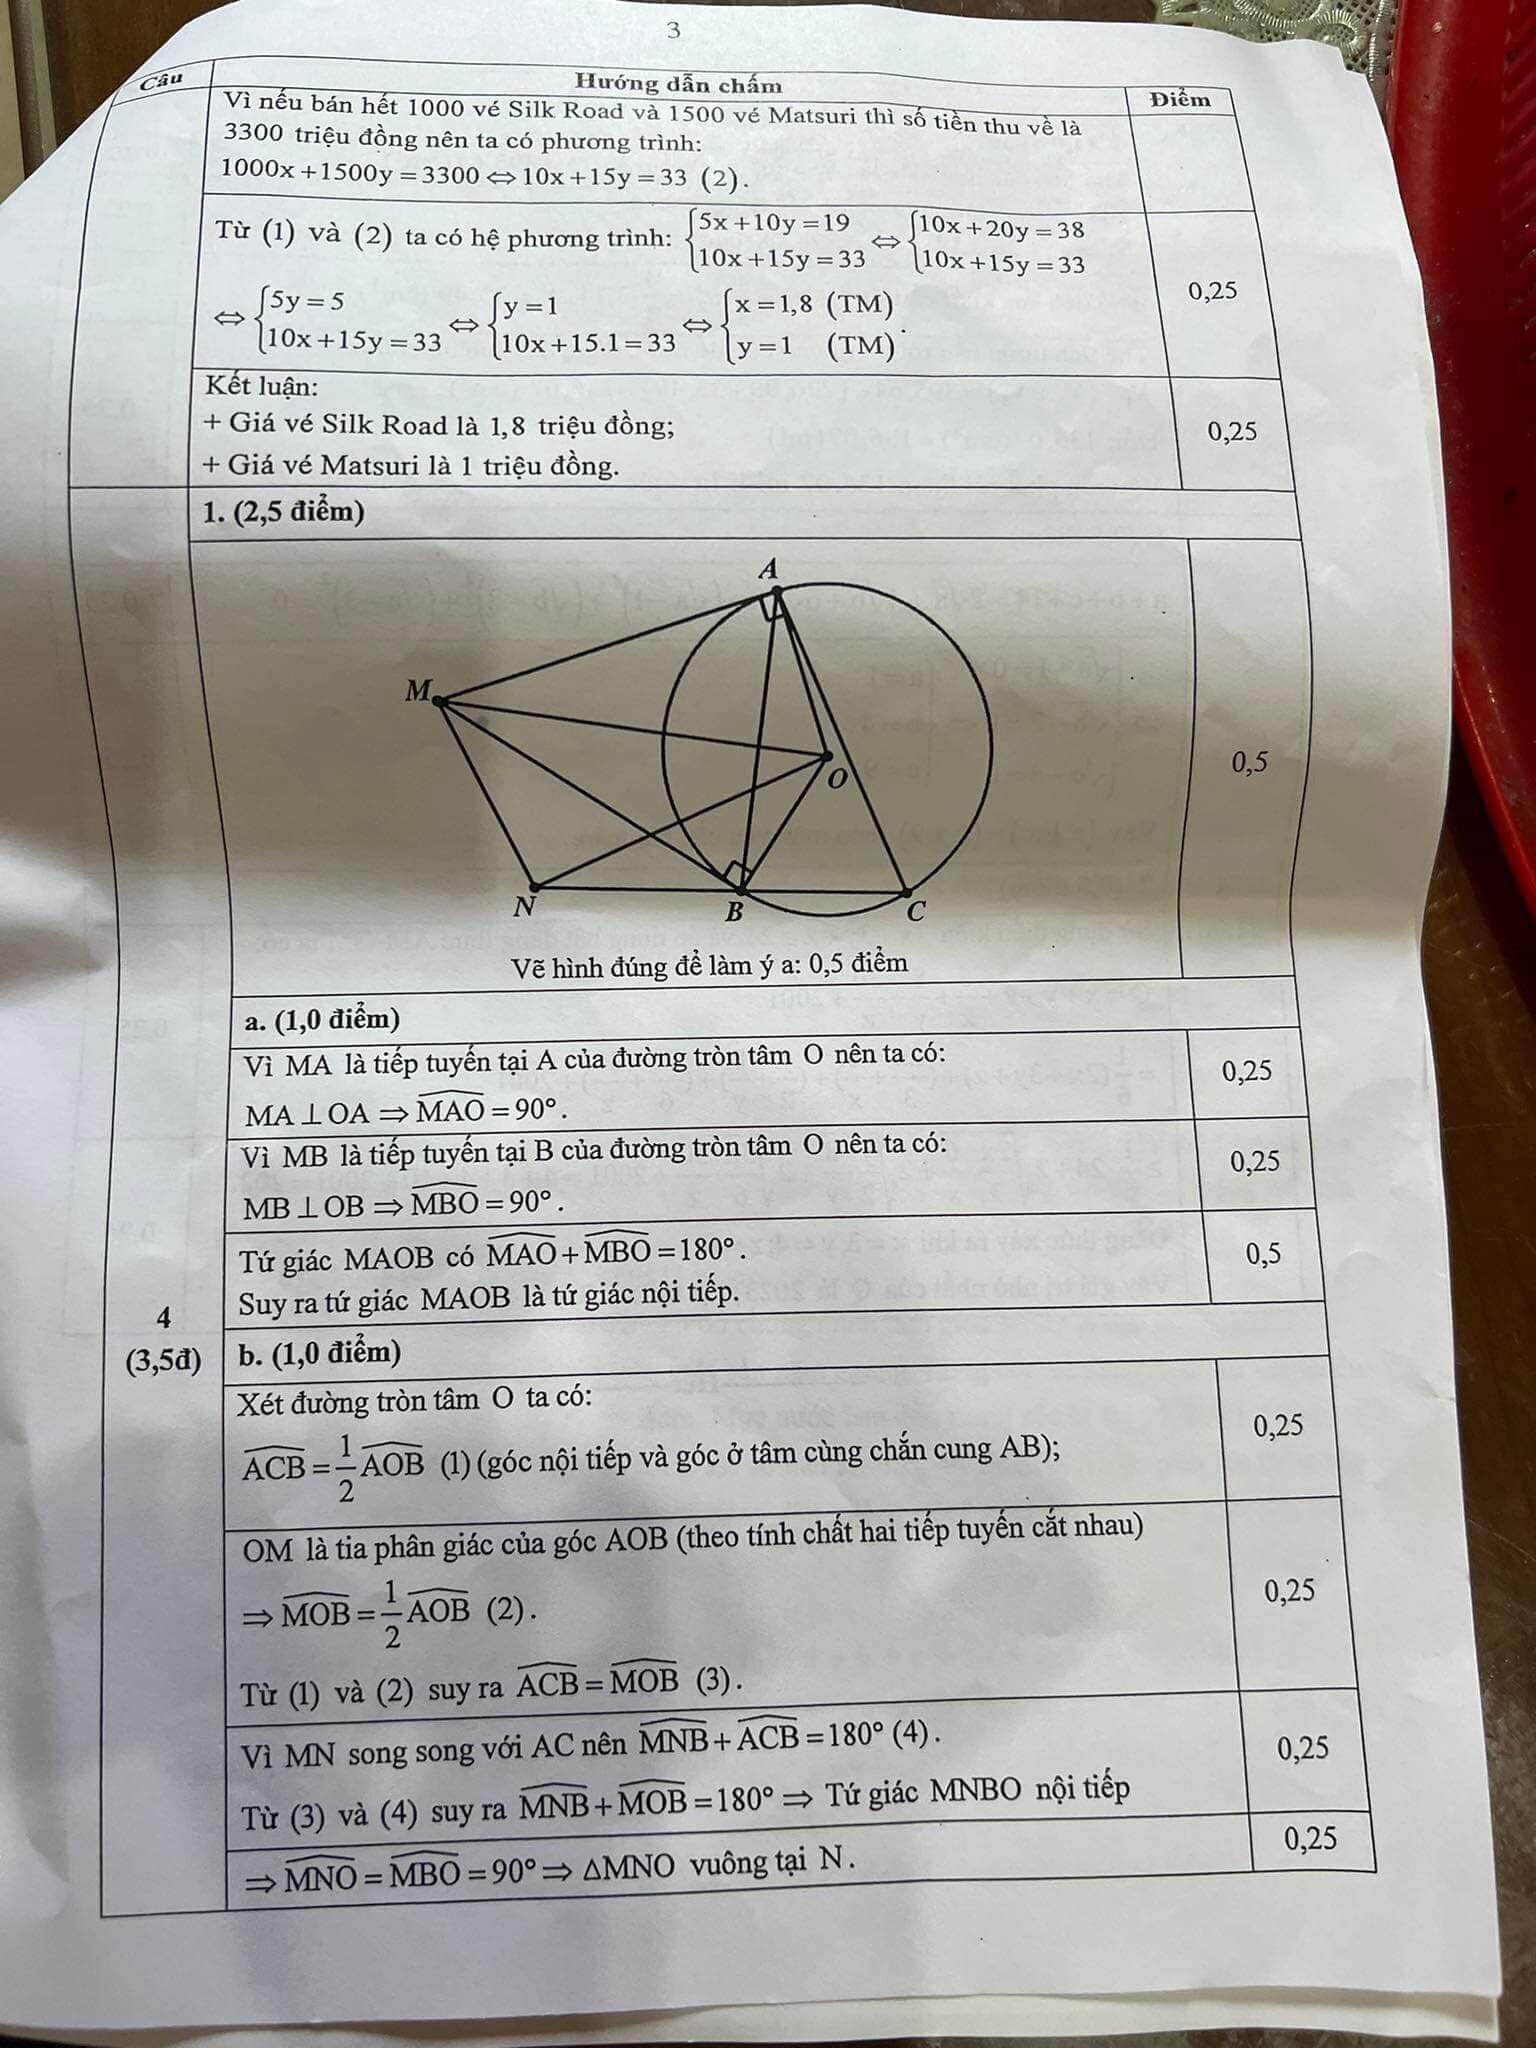 3
Câu
Hướng dẫn chấm
Điểm
Vì nếu bán hết 1000 vé Silk Road và 1500 vé Matsuri thì số tiền thu về là
3300 triệu đồng nên ta có phương trình:
1000x+1500y=3300⇔10x+15y=33 (2).
Từ (1) và (2) ta có hệ phương trình: {5x+10y=19 ⇔ {10x+20y=38
{10x+15y=33 {10x+15y=33
⇔ {5y=5 ⇔ {y=1 ⇔ {x=1,8 (TM)
{10x+15y=33 {10x+15.1=33 {y=1 (TM).
0,25
Kết luận:
+ Giá vé Silk Road là 1,8 triệu đồng;
+ Giá vé Matsuri là 1 triệu đồng.
0,25
1. (2,5 điểm)
A
M
O
N
B
C
0,5
Vẽ hình đúng để làm ý a: 0,5 điểm
a. (1,0 điểm)
Vì MA là tiếp tuyến tại A của đường tròn tâm O nên ta có:
MA⊥OA⇒MAO=90°.
0,25
Vì MB là tiếp tuyến tại B của đường tròn tâm O nên ta có:
MB⊥OB⇒MBO=90°.
0,25
Tứ giác MAOB có MAO+MBO=180°.
Suy ra tứ giác MAOB là tứ giác nội tiếp.
0,5
4
(3,5đ)
b. (1,0 điểm)
Xét đường tròn tâm O ta có:
ACB=1/2AOB (1)(góc nội tiếp và góc ở tâm cùng chắn cung AB);
0,25
OM là tia phân giác của góc AOB (theo tính chất hai tiếp tuyến cắt nhau)
⇒MOB=1/2AOB (2).
Từ (1) và (2) suy ra ACB=MOB (3).
0,25
Vì MN song song với AC nên MNB+ACB=180° (4).
Từ (3) và (4) suy ra MNB+MOB=180°⇒ Tứ giác MNBO nội tiếp
0,25
⇒MNO=MBO=90°⇒ΔMNO vuông tại N.
0,25